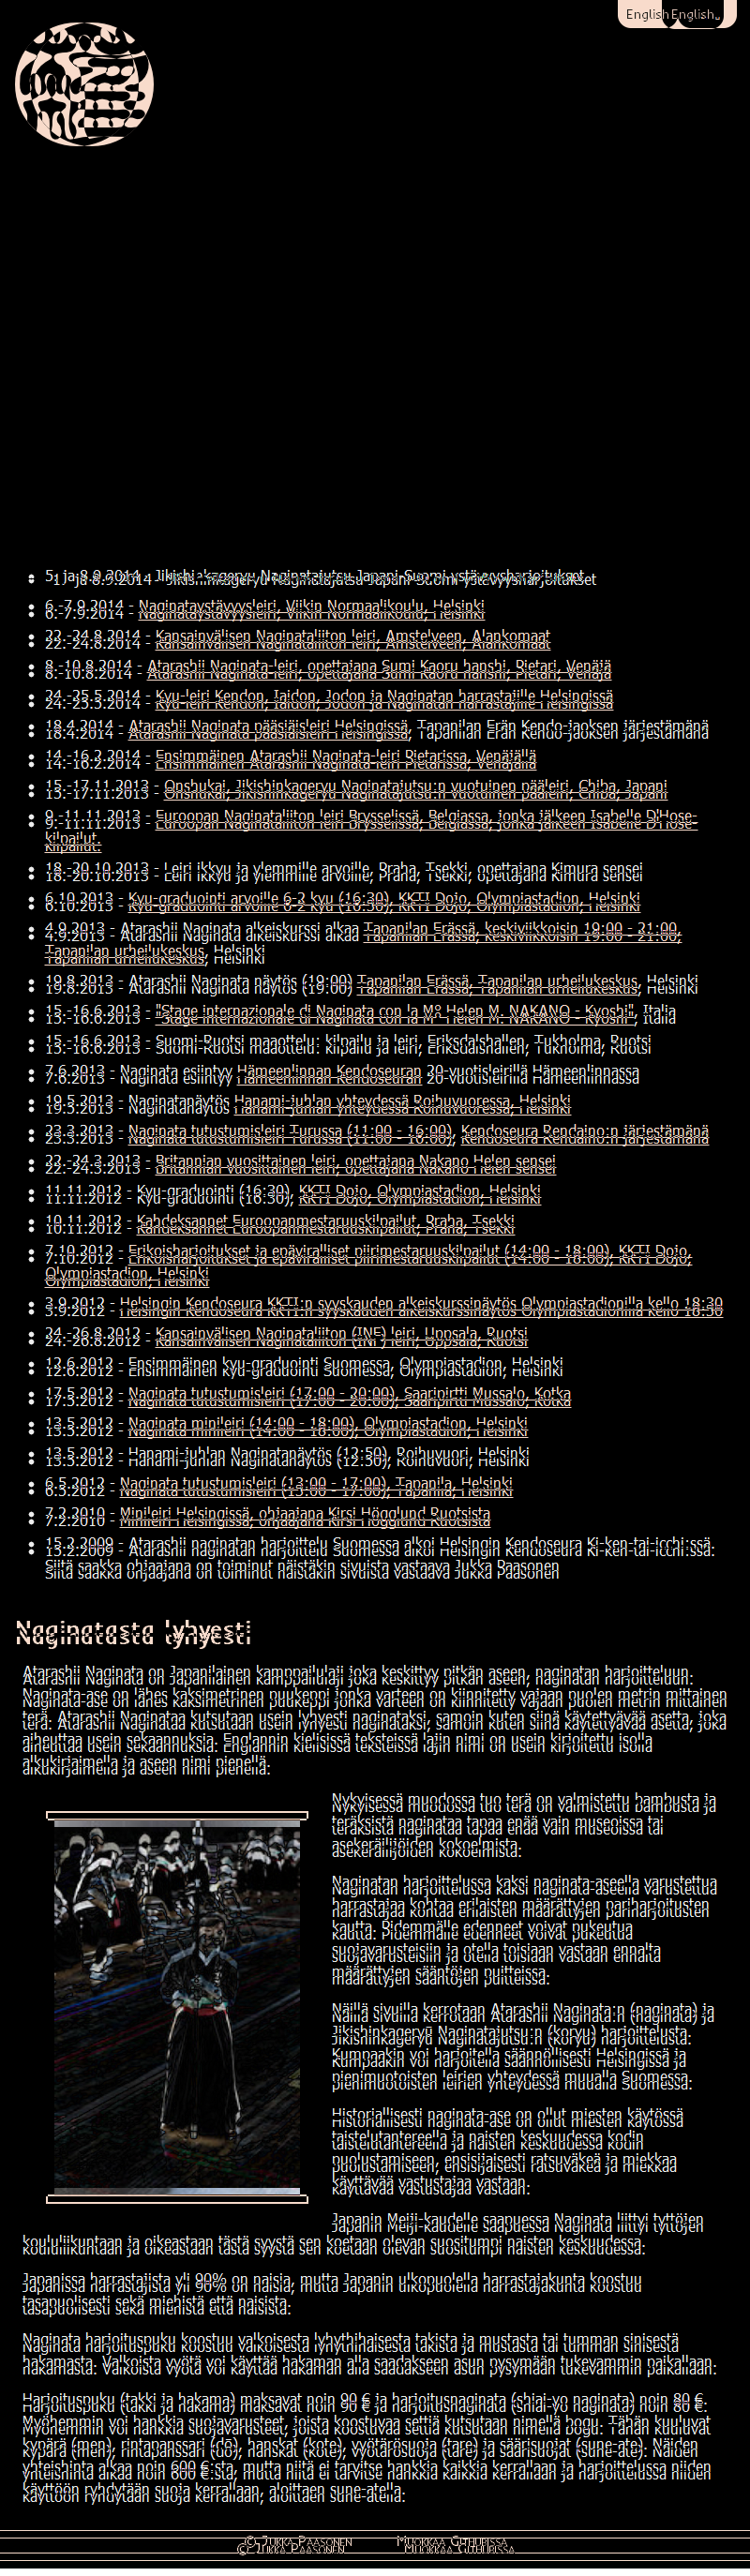 English
5. ja 8.9.2014 - Jikishinkageryu Naginatajutsu Japani-Suomi ystävyysharjoitukset
6.-7.9.2014 - Naginataystävyysleiri, Viikin Normaalikoulu, Helsinki
22.-24.8.2014 - Kansainvälisen Naginataliiton leiri, Amstelveen, Alankomaat
8.-10.8.2014 - Atarashii Naginata-leiri, opettajana Sumi Kaoru hanshi, Pietari, Venäjä
24.-25.5.2014 - Kyu-leiri Kendon, Iaidon, Jodon ja Naginatan harrastajille Helsingissä
18.4.2014 - Atarashii Naginata pääsiäisleiri Helsingissä, Tapanilan Erän Kendo-jaoksen järjestämänä
14.-16.2.2014 - Ensimmäinen Atarashii Naginata-leiri Pietarissa, Venäjällä
15.-17.11.2013 - Onshukai, Jikishinkageryu Naginatajutsu:n vuotuinen pääleiri, Chiba, Japani
9.-11.11.2013 - Euroopan Naginataliiton leiri Brysselissä, Belgiassa, jonka jälkeen Isabelle D'Hose-
kilpailut.
18.-20.10.2013 - Leiri ikkyu ja ylemmille arvoille, Praha, Tsekki, opettajana Kimura sensei
6.10.2013 - Kyu-graduointi arvoille 6-2 kyu (16:30), KKTI Dojo, Olympiastadion, Helsinki
4.9.2013 - Atarashii Naginata alkeiskurssi alkaa Tapanilan Erässä, keskiviikkoisin 19:00 - 21:00,
Tapanilan urheilukeskus, Helsinki
19.8.2013 - Atarashii Naginata näytös (19:00) Tapanilan Erässä, Tapanilan urheilukeskus, Helsinki
15.-16.6.2013 - "Stage internazionale di Naginata con la M° Helen M. NAKANO - Kyoshi", Italia
15.-16.6.2013 - Suomi-Ruotsi maaottelu: kilpailu ja leiri, Eriksdalshallen, Tukholma, Ruotsi
7.6.2013 - Naginata esiintyy Hämeenlinnan Kendoseuran 20-vuotisleirillä Hämeenlinnassa
19.5.2013 - Naginatanäytös Hanami-juhlan yhteydessä Roihuvuoressa, Helsinki
23.3.2013 - Naginata tutustumisleiri Turussa (11:00 - 16:00), Kendoseura Rendaino:n järjestämänä
22.-24.3.2013 - Britannian vuosittainen leiri, opettajana Nakano Helen sensei
11.11.2012 - Kyu-graduointi (16:30), KKTI Dojo, Olympiastadion, Helsinki
10.11.2012 - Kahdeksannet Euroopanmestaruuskilpailut, Praha, Tsekki
7.10.2012 - Erikoisharjoitukset ja epäviralliset piirimestaruuskilpailut (14:00 - 18:00), KKTI Dojo,
Olympiastadion, Helsinki
3.9.2012 - Helsingin Kendoseura KKTI:n syyskauden alkeiskurssinäytös Olympiastadionilla kello 18:30
24.-26.8.2012 - Kansainvälisen Naginataliiton (INF) leiri, Uppsala, Ruotsi
12.6.2012 - Ensimmäinen kyu-graduointi Suomessa, Olympiastadion, Helsinki
17.5.2012 - Naginata tutustumisleiri (17:00 - 20:00), Saaripirtti Mussalo, Kotka
13.5.2012 - Naginata minileiri (14:00 - 18:00), Olympiastadion, Helsinki
13.5.2012 - Hanami-juhlan Naginatanäytös (12:50), Roihuvuori, Helsinki
6.5.2012 - Naginata tutustumisleiri (13:00 - 17:00), Tapanila, Helsinki
7.2.2010 - Minileiri Helsingissä, ohjaajana Kirsi Högglund Ruotsista
15.2.2009 - Atarashii naginatan harjoittelu Suomessa alkoi Helsingin Kendoseura Ki-ken-tai-icchi:ssä.
Siitä saakka ohjaajana on toiminut näistäkin sivuista vastaava Jukka Paasonen
Naginatasta lyhyesti
Atarashii Naginata on Japanilainen kamppailulaji joka keskittyy pitkän aseen, naginatan harjoitteluun.
Naginata-ase on lähes kaksimetrinen puukeppi jonka varteen on kiinnitetty vajaan puolen metrin mittainen
terä. Atarashii Naginataa kutsutaan usein lyhyesti naginataksi, samoin kuten siinä käytettyävää asetta, joka
aiheuttaa usein sekaannuksia. Englannin kielisissä teksteissä lajin nimi on usein kirjoitettu isolla
alkukirjaimella ja aseen nimi pienellä.
Nykyisessä muodossa tuo terä on valmistettu bambusta ja
teräksistä naginataa tapaa enää vain museoissa tai
asekeräilijöiden kokoelmista.
Naginatan harjoittelussa kaksi naginata-aseella varustettua
harrastajaa kohtaa erilaisten määrättyjen pariharjoitusten
kautta. Pidemmälle edenneet voivat pukeutua
suojavarusteisiin ja otella toisiaan vastaan ennalta
määrättyjen sääntöjen puitteissa.
Näillä sivuilla kerrotaan Atarashii Naginata:n (naginata) ja
Jikishinkageryū Naginatajutsu:n (koryu) harjoittelusta.
Kumpaakin voi harjoitella säännöllisesti Helsingissä ja
pienimuotoisten leirien yhteydessä muualla Suomessa.
Historiallisesti naginata-ase on ollut miesten käytössä
taistelutantereella ja naisten keskuudessa kodin
puolustamiseen, ensisijaisesti ratsuväkeä ja miekkaa
käyttävää vastustajaa vastaan.
Japanin Meiji-kaudelle saapuessa Naginata liittyi tyttöjen
koululiikuntaan ja oikeastaan tästä syystä sen koetaan olevan suositumpi naisten keskuudessa.
Japanissa harrastajista yli 90% on naisia, mutta Japanin ulkopuolella harrastajakunta koostuu
tasapuolisesti sekä miehistä että naisista.
Naginata harjoituspuku koostuu valkoisesta lyhythihaisesta takista ja mustasta tai tumman sinisestä
hakamasta. Valkoista vyötä voi käyttää hakaman alla saadakseen asun pysymään tukevammin paikallaan.
Harjoituspuku (takki ja hakama) maksavat noin 90 € ja harjoitusnaginata (shiai-yo naginata) noin 80 €.
Myöhemmin voi hankkia suojavarusteet, joista koostuvaa settiä kutsutaan nimellä bogu. Tähän kuuluvat
kypärä (men), rintapanssari (dō), hanskat (kote), vyötärösuoja (tare) ja säärisuojat (sune-ate). Näiden
yhteishinta alkaa noin 600 €:sta, mutta niitä ei tarvitse hankkia kaikkia kerrallaan ja harjoittelussa niiden
käyttöön ryhdytään suoja kerrallaan, aloittaen sune-atella.
© Jukka Paasonen Muokkaa Githubissa